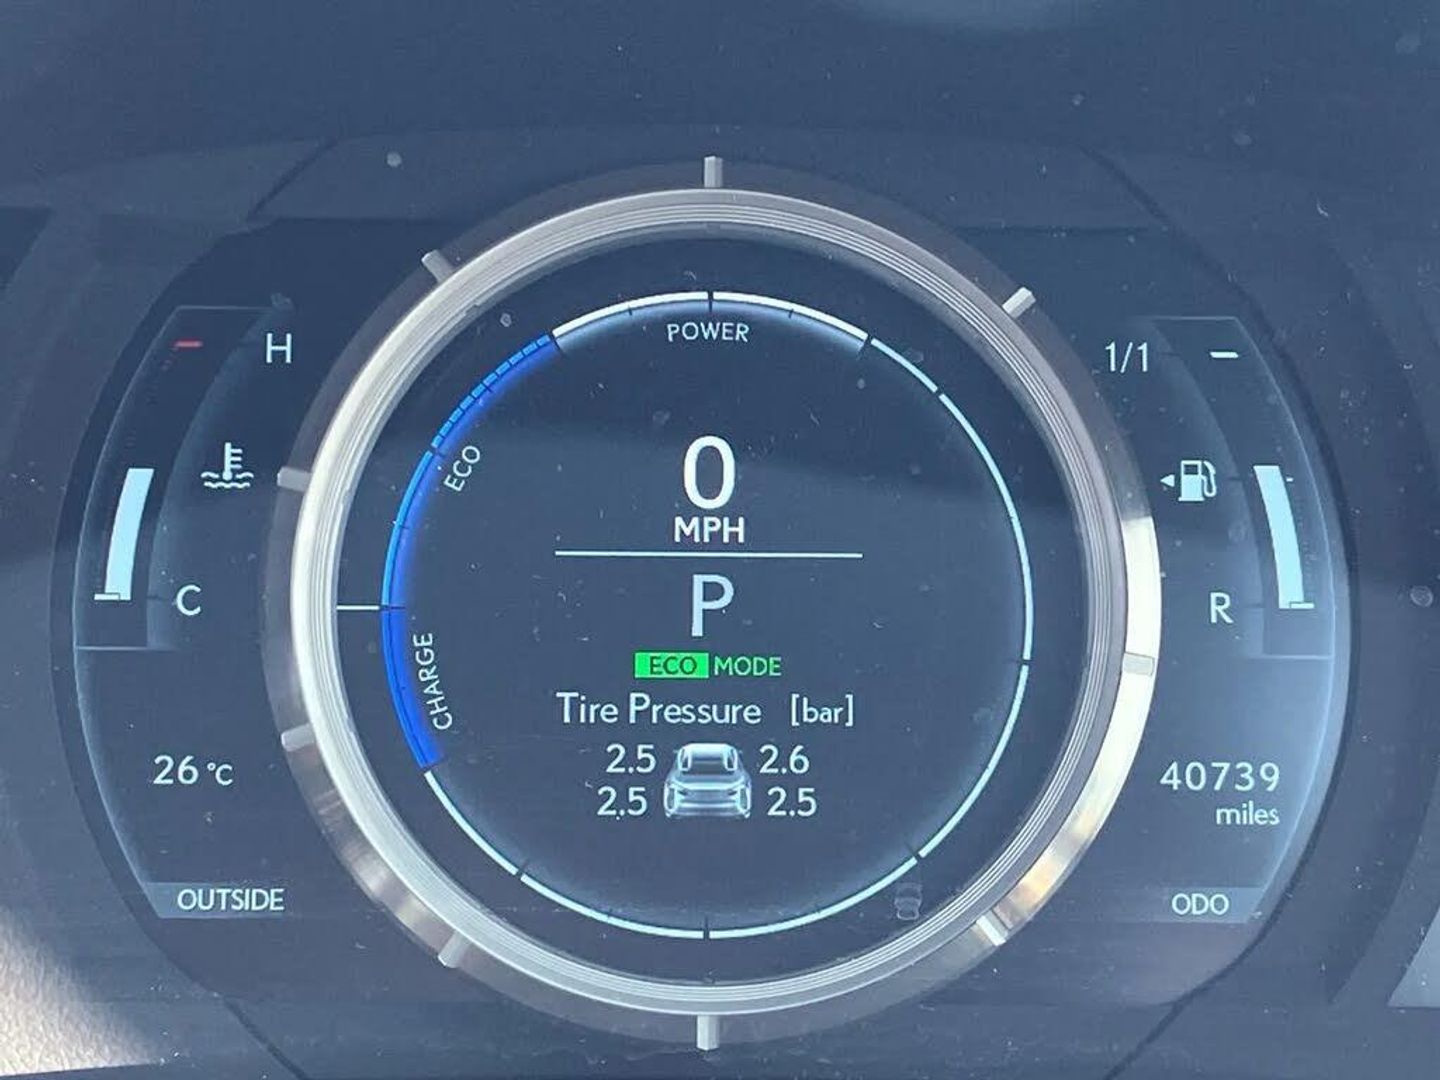 POWER
H
1/1
ECO
0
MPH
P
C
R
CHARGE
ECO MODE
Tire Pressure [bar]
2.5 2.6
2.5 2.5
26 °C
40739
miles
OUTSIDE
ODO